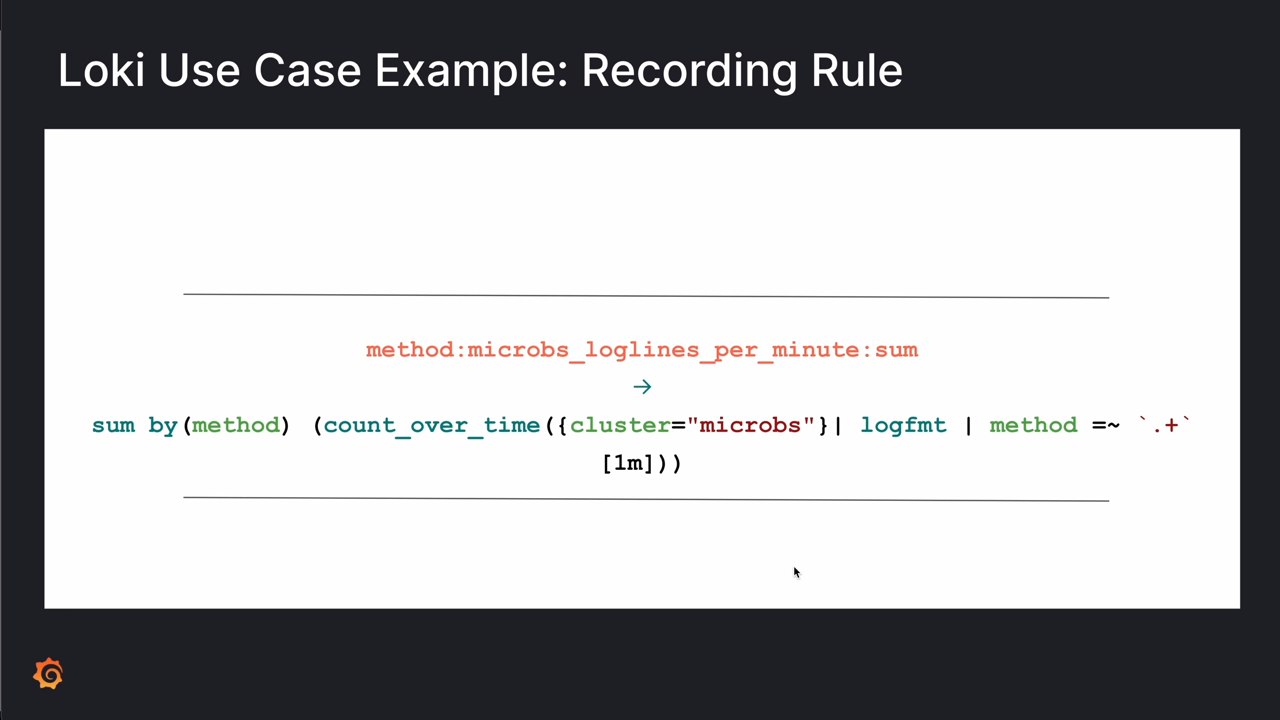 Loki Use Case Example: Recording Rule
method:microbs_loglines_per_minute:sum
→
sum by(method) (count_over_time({cluster="microbs"}| logfmt | method =~ `.+`
[1m]))